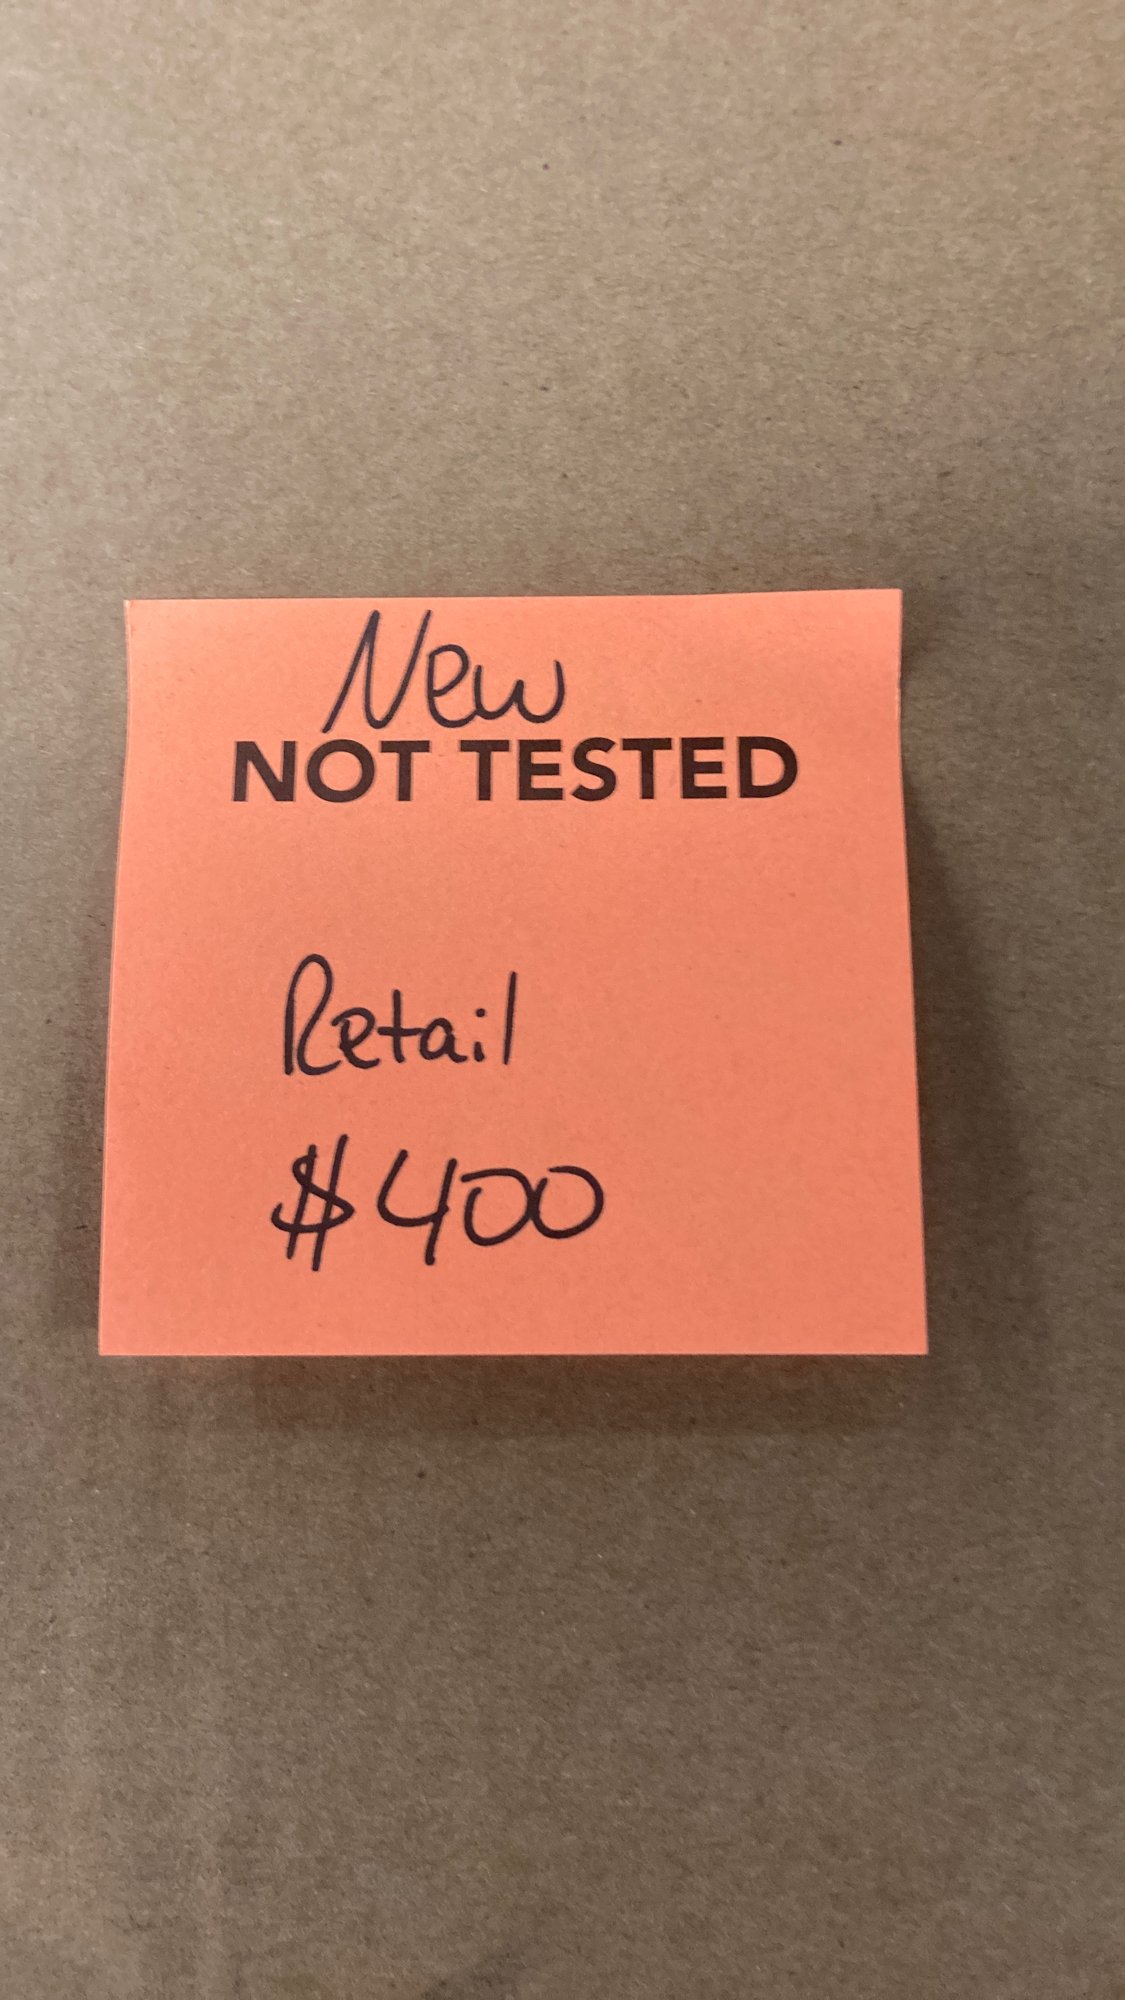 New
NOT TESTED
Retail
$400